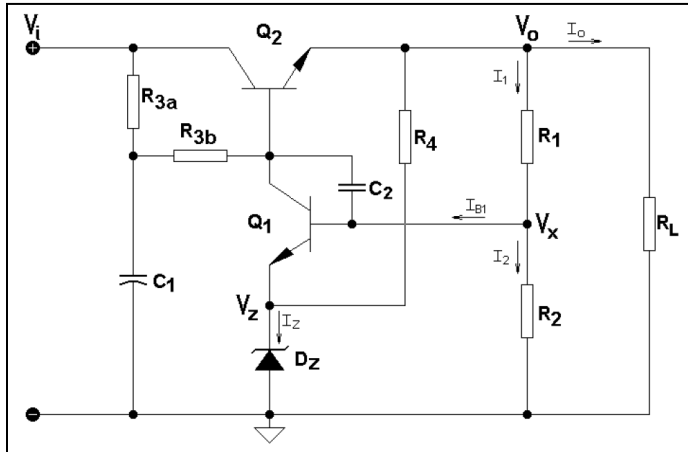 Vi
Q2
Vo
Io
I1
R3a
R3b
R4
R1
C2
Q1
IB1
Vx
RL
I2
C1
Vz
Iz
R2
Dz